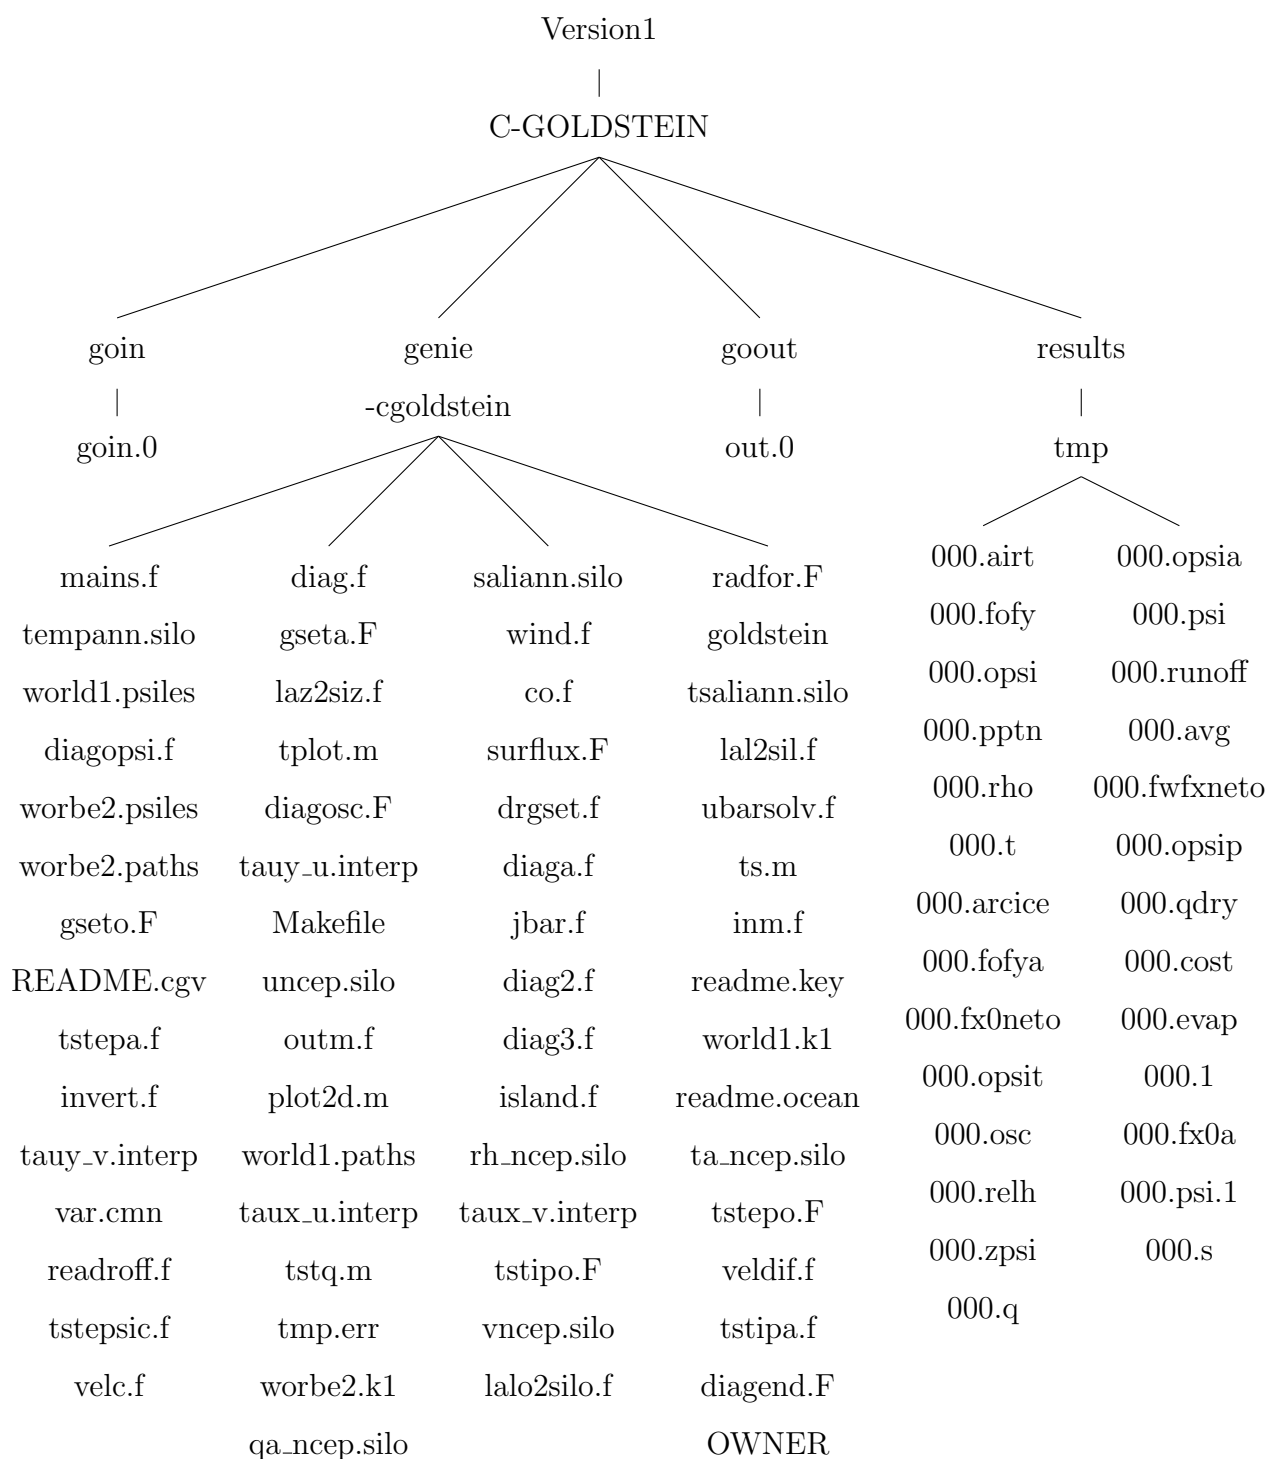 Version1
C-GOLDSTEIN
goin genie goout results
-cgoldstein
goin.0 out.0 tmp
mains.f
tempann.silo
world1.psiles
diagopsi.f
worbe2.psiles
worbe2.paths
gseto.F
README.cgv
tstepa.f
invert.f
tauy_v.interp
var.cmn
readroff.f
tstepsic.f
velc.f
diag.f
gseta.F
laz2siz.f
tplot.m
diagosc.F
tauy_u.interp
Makefile
uncep.silo
outm.f
plot2d.m
world1.paths
taux_u.interp
tstq.m
tmp.err
worbe2.k1
qa_ncep.silo
saliann.silo
wind.f
co.f
surflux.F
drgset.f
diaga.f
jbar.f
diag2.f
diag3.f
island.f
rh_ncep.silo
taux_v.interp
tstipo.F
vncep.silo
lalo2silo.f
radfor.F
goldstein
tsaliann.silo
lal2sil.f
ubarsolv.f
ts.m
inm.f
readme.key
world1.k1
readme.ocean
ta_ncep.silo
tstepo.F
veldif.f
tstipa.f
diagend.F
OWNER
000.airt
000.fofy
000.opsi
000.pptn
000.rho
000.t
000.arcice
000.fofya
000.fx0neto
000.opsit
000.osc
000.relh
000.zpsi
000.q
000.opsia
000.psi
000.runoff
000.avg
000.fwfxneto
000.opsip
000.qdry
000.cost
000.evap
000.1
000.fx0a
000.psi.1
000.s